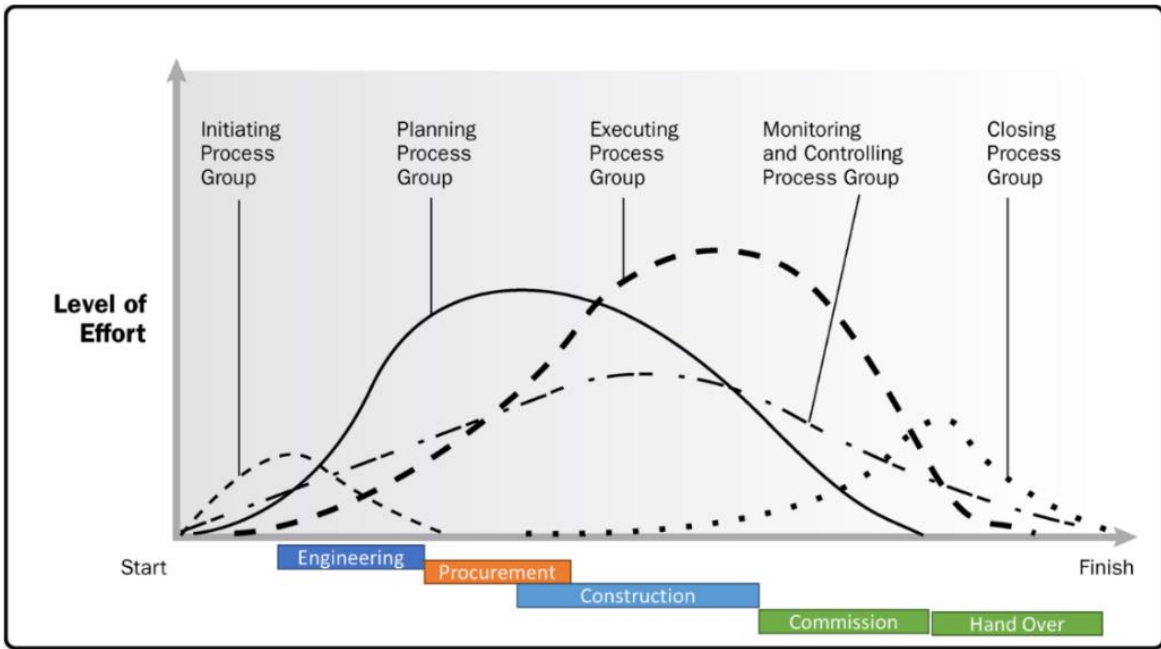 Initiating
Process
Group
Planning
Process
Group
Executing
Process
Group
Monitoring
and Controlling
Process Group
Closing
Process
Group
Level of
Effort
Start
Finish
Engineering
Procurement
Construction
Commission
Hand Over